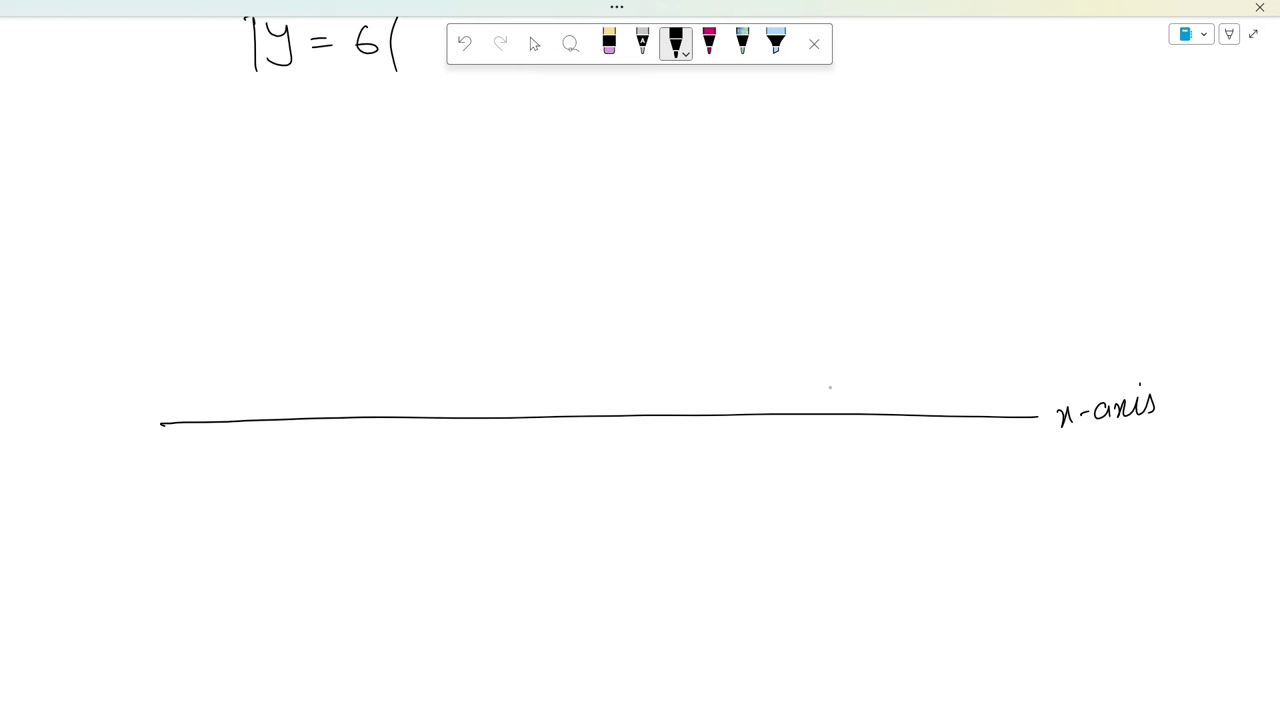 |y = 6|
x-axis